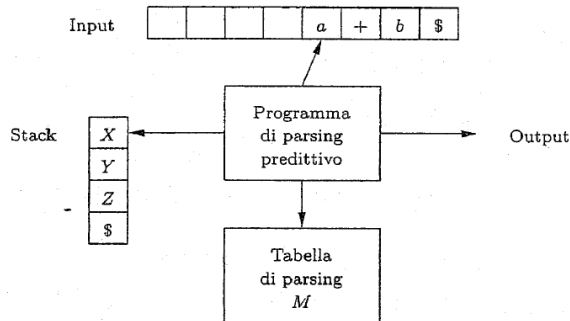 Input
a + b $
Programma
di parsing
predittivo
Stack
X
Y
Z
$
Output
Tabella
di parsing
M